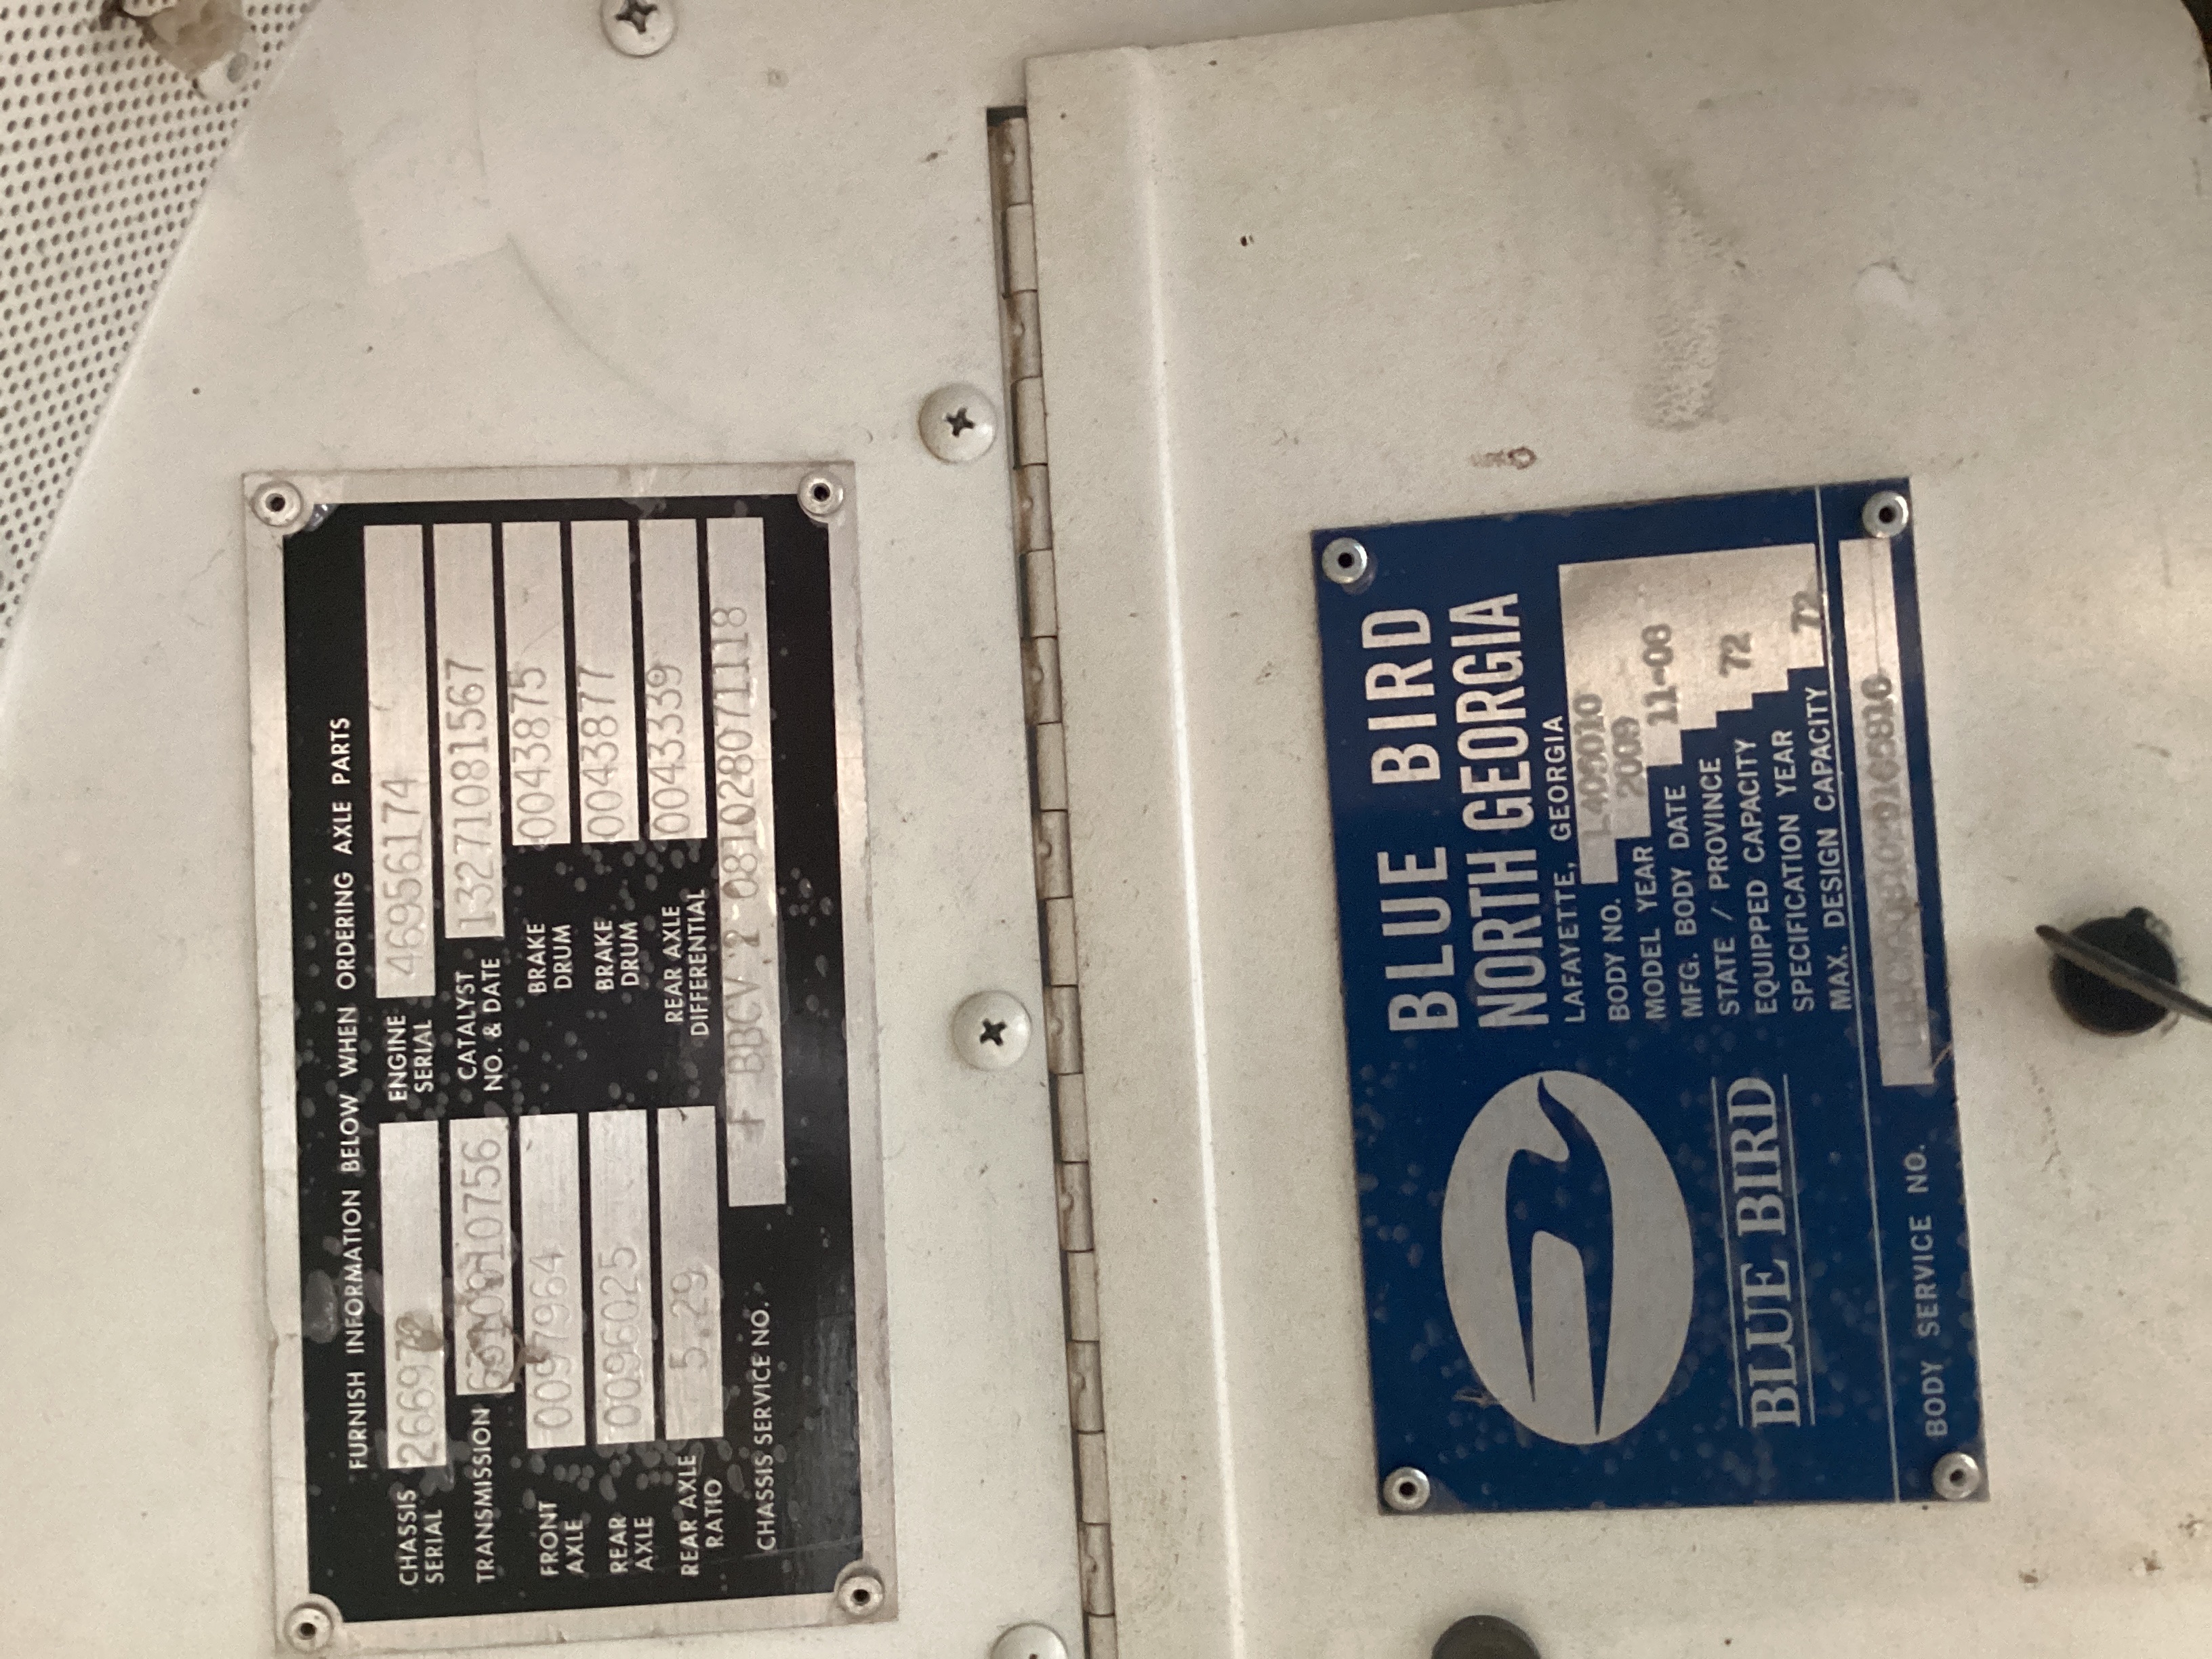 FURNISH INFORMATION BELOW WHEN ORDERING AXLE PARTS
CHASSIS SERIAL
ENGINE SERIAL 46956174
TRANSMISSION
CATALYST NO. & DATE 13271081567
FRONT AXLE 0097964
BRAKE DRUM 0043875
REAR AXLE 0096025
BRAKE DRUM 0043877
REAR AXLE RATIO 5.29
REAR AXLE DIFFERENTIAL 0043339
CHASSIS SERVICE NO.
BLUE BIRD
NORTH GEORGIA
LAFAYETTE, GEORGIA
BODY NO. L405010
MODEL YEAR 2009
MFG. BODY DATE 11-08
STATE / PROVINCE
EQUIPPED CAPACITY 72
SPECIFICATION YEAR
MAX. DESIGN CAPACITY 72
BLUE BIRD
BODY SERVICE NO.